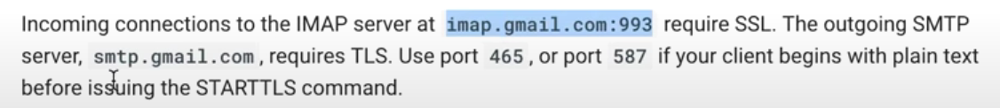 Incoming connections to the IMAP server at imap.gmail.com:993 require SSL. The outgoing SMTP
server, smtp.gmail.com, requires TLS. Use port 465, or port 587 if your client begins with plain text
before issuing the STARTTLS command.